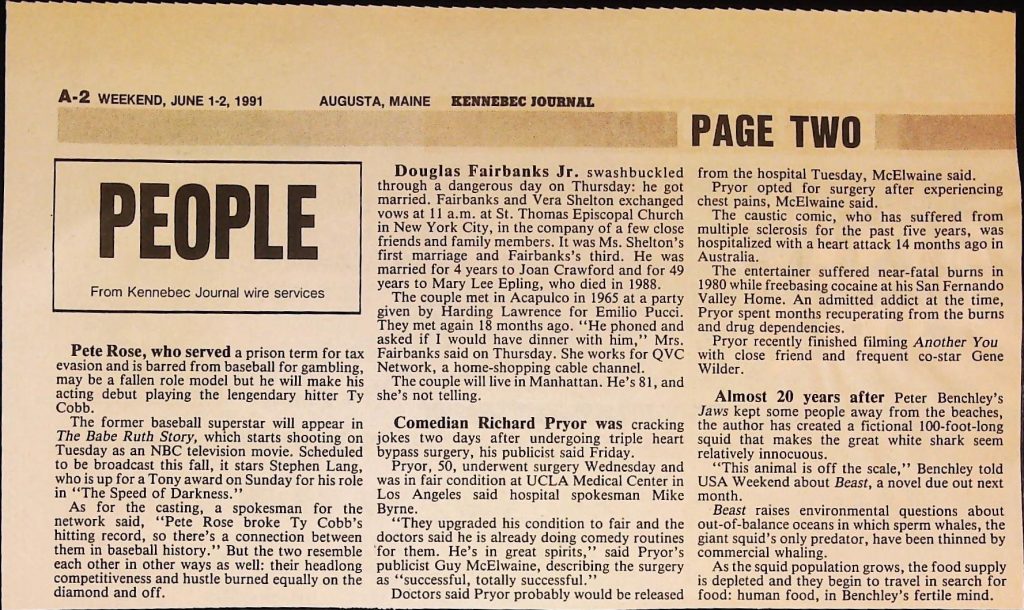 A-2 WEEKEND, JUNE 1-2, 1991 AUGUSTA, MAINE KENNEBEC JOURNAL
PAGE TWO
PEOPLE
From Kennebec Journal wire services
Pete Rose, who served a prison term for tax
evasion and is barred from baseball for gambling,
may be a fallen role model but he will make his
acting debut playing the lengendary hitter Ty
Cobb.
The former baseball superstar will appear in
The Babe Ruth Story, which starts shooting on
Tuesday as an NBC television movie. Scheduled
to be broadcast this fall, it stars Stephen Lang,
who is up for a Tony award on Sunday for his role
in "The Speed of Darkness."
As for the casting, a spokesman for the
network said, "Pete Rose broke Ty Cobb's
hitting record, so there's a connection between
them in baseball history." But the two resemble
each other in other ways as well: their headlong
competitiveness and hustle burned equally on the
diamond and off.
Douglas Fairbanks Jr. swashbuckled
through a dangerous day on Thursday: he got
married. Fairbanks and Vera Shelton exchanged
vows at 11 a.m. at St. Thomas Episcopal Church
in New York City, in the company of a few close
friends and family members. It was Ms. Shelton's
first marriage and Fairbanks's third. He was
married for 4 years to Joan Crawford and for 49
years to Mary Lee Epling, who died in 1988.
The couple met in Acapulco in 1965 at a party
given by Harding Lawrence for Emilio Pucci.
They met again 18 months ago. "He phoned and
asked if I would have dinner with him," Mrs.
Fairbanks said on Thursday. She works for QVC
Network, a home-shopping cable channel.
The couple will live in Manhattan. He's 81, and
she's not telling.
Comedian Richard Pryor was cracking
jokes two days after undergoing triple heart
bypass surgery, his publicist said Friday.
Pryor, 50, underwent surgery Wednesday and
was in fair condition at UCLA Medical Center in
Los Angeles said hospital spokesman Mike
Byrne.
"They upgraded his condition to fair and the
doctors said he is already doing comedy routines
for them. He's in great spirits," said Pryor's
publicist Guy McElwaine, describing the surgery
as "successful, totally successful."
Doctors said Pryor probably would be released
from the hospital Tuesday, McElwaine said.
Pryor opted for surgery after experiencing
chest pains, McElwaine said.
The caustic comic, who has suffered from
multiple sclerosis for the past five years, was
hospitalized with a heart attack 14 months ago in
Australia.
The entertainer suffered near-fatal burns in
1980 while freebasing cocaine at his San Fernando
Valley Home. An admitted addict at the time,
Pryor spent months recuperating from the burns
and drug dependencies.
Pryor recently finished filming Another You
with close friend and frequent co-star Gene
Wilder.
Almost 20 years after Peter Benchley's
Jaws kept some people away from the beaches,
the author has created a fictional 100-foot-long
squid that makes the great white shark seem
relatively innocuous.
"This animal is off the scale," Benchley told
USA Weekend about Beast, a novel due out next
month.
Beast raises environmental questions about
out-of-balance oceans in which sperm whales, the
giant squid's only predator, have been thinned by
commercial whaling.
As the squid population grows, the food supply
is depleted and they begin to travel in search for
food: human food, in Benchley's fertile mind.